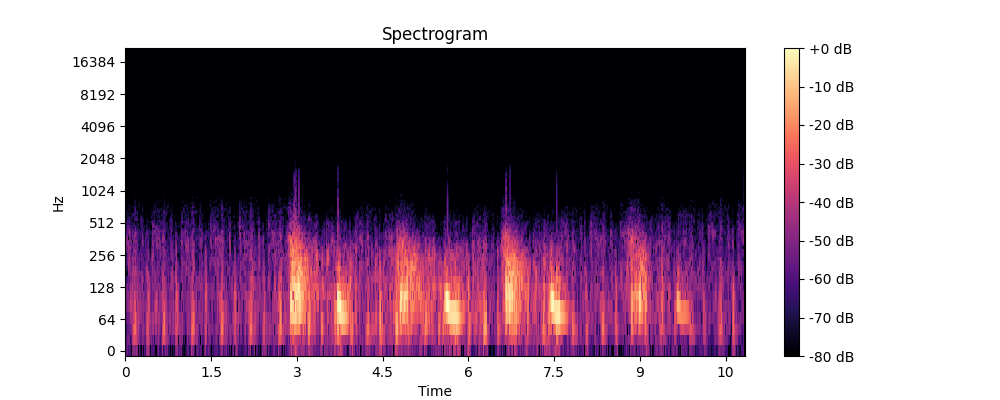 Spectrogram
Hz
16384
8192
4096
2048
1024
512
256
128
64
0
0 1.5 3 4.5 6 7.5 9 10
Time
+0 dB
-10 dB
-20 dB
-30 dB
-40 dB
-50 dB
-60 dB
-70 dB
-80 dB